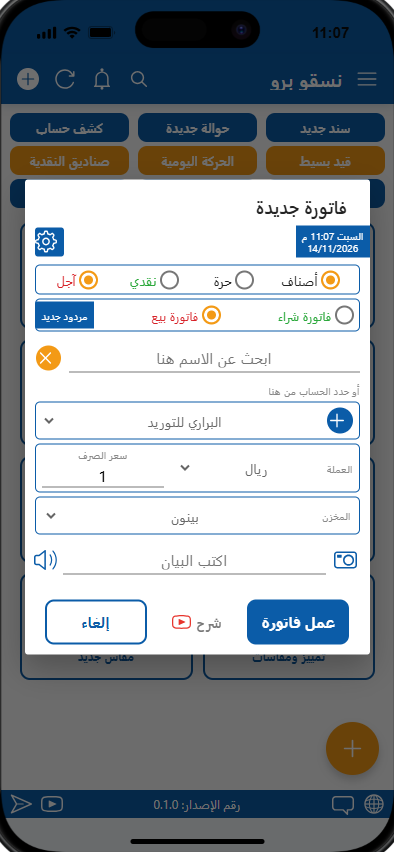 11:07
نسقو برو
سند جديد
حوالة جديدة
كشف حساب
قيد بسيط
الحركة اليومية
صناديق النقدية
فاتورة جديدة
السبت 11:07 م
14/11/2026
أصناف
حرة
نقدي
آجل
فاتورة شراء
فاتورة بيع
مردود جديد
ابحث عن الاسم هنا
أو حدد الحساب من هنا
البراري للتوريد
العملة
ريال
سعر الصرف
1
المخزن
بينون
اكتب البيان
عمل فاتورة
شرح
إلغاء
تمييز ومقاسات
مقاس جديد
رقم الإصدار: 0.1.0